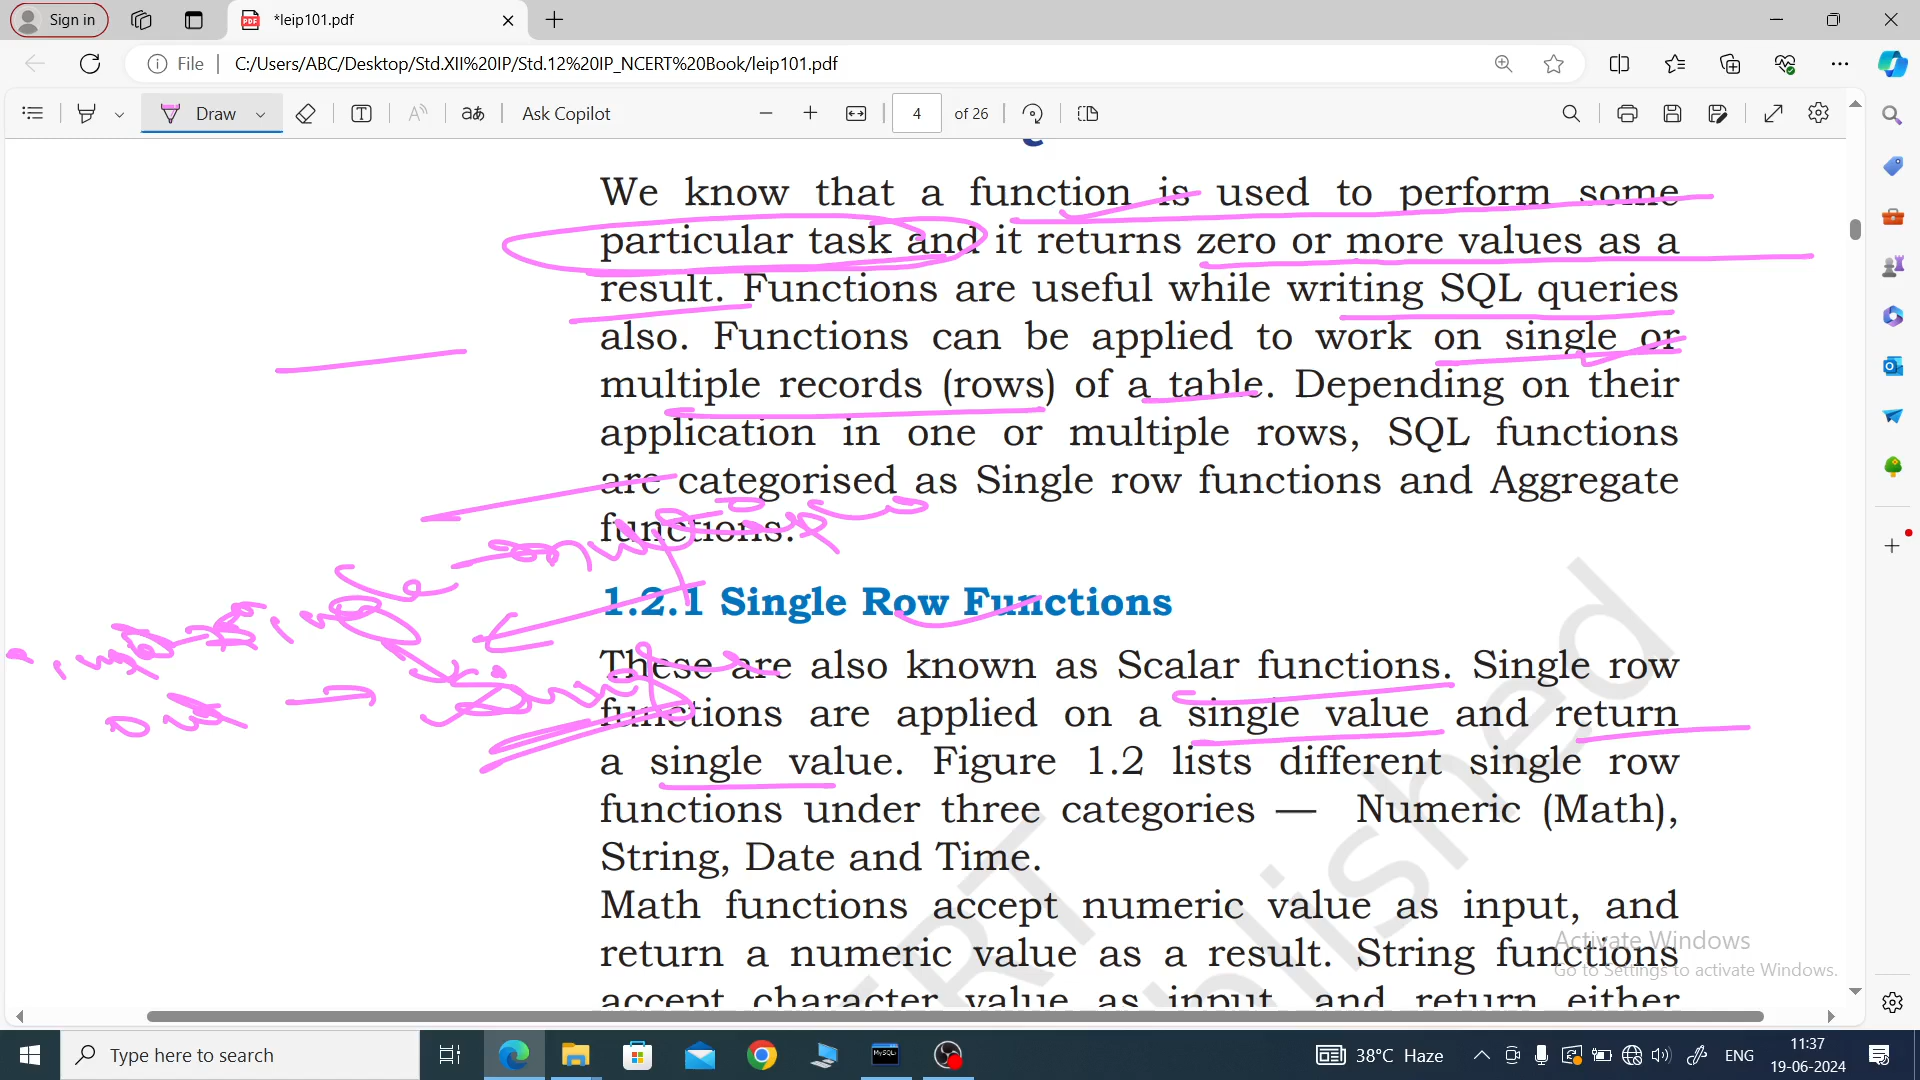 Sign in
*leip101.pdf
File
C:/Users/ABC/Desktop/Std.XII%20IP/Std.12%20IP_NCERT%20Book/leip101.pdf
Draw
Ask Copilot
4 of 26
We know that a function is used to perform some
particular task and it returns zero or more values as a
result. Functions are useful while writing SQL queries
also. Functions can be applied to work on single or
multiple records (rows) of a table. Depending on their
application in one or multiple rows, SQL functions
are categorised as Single row functions and Aggregate
functions.
1.2.1 Single Row Functions
These are also known as Scalar functions. Single row
functions are applied on a single value and return
a single value. Figure 1.2 lists different single row
functions under three categories — Numeric (Math),
String, Date and Time.
Math functions accept numeric value as input, and
return a numeric value as a result. String functions
accept character value as input, and return either
Activate Windows
Go to Settings to activate Windows.
Type here to search
38°C Haze
ENG
11:37
19-06-2024